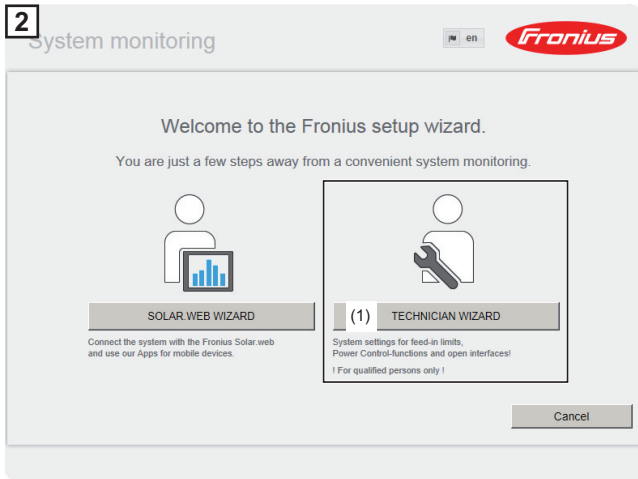 2
System monitoring
en
Fronius
Welcome to the Fronius setup wizard.
You are just a few steps away from a convenient system monitoring.
SOLAR.WEB WIZARD
Connect the system with the Fronius Solar.web
and use our Apps for mobile devices.
(1) TECHNICIAN WIZARD
System settings for feed-in limits,
Power Control-functions and open interfaces!
! For qualified persons only !
Cancel